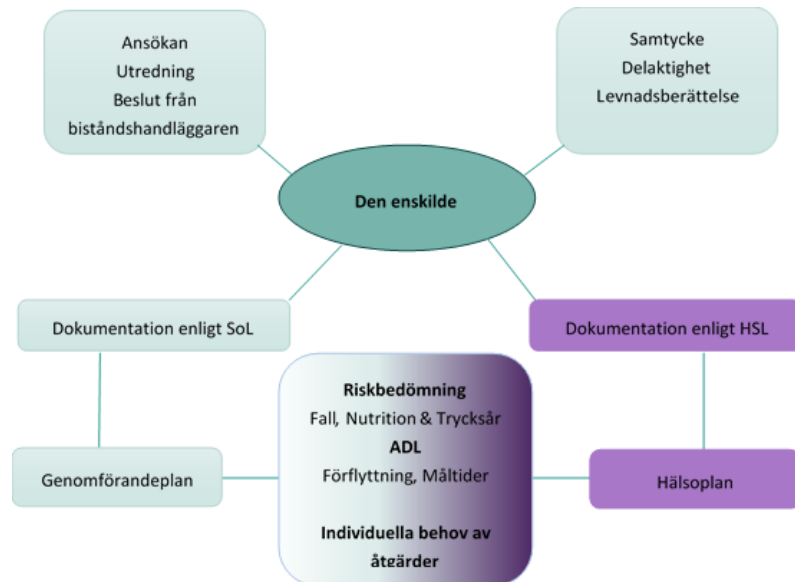 Ansökan
Utredning
Beslut från
biståndshandläggaren
Samtycke
Delaktighet
Levnadsberättelse
Den enskilde
Dokumentation enligt SoL
Dokumentation enligt HSL
Riskbedömning
Fall, Nutrition & Trycksår
ADL
Förflyttning, Måltider
Individuella behov av
åtgärder
Genomförandeplan
Hälsoplan